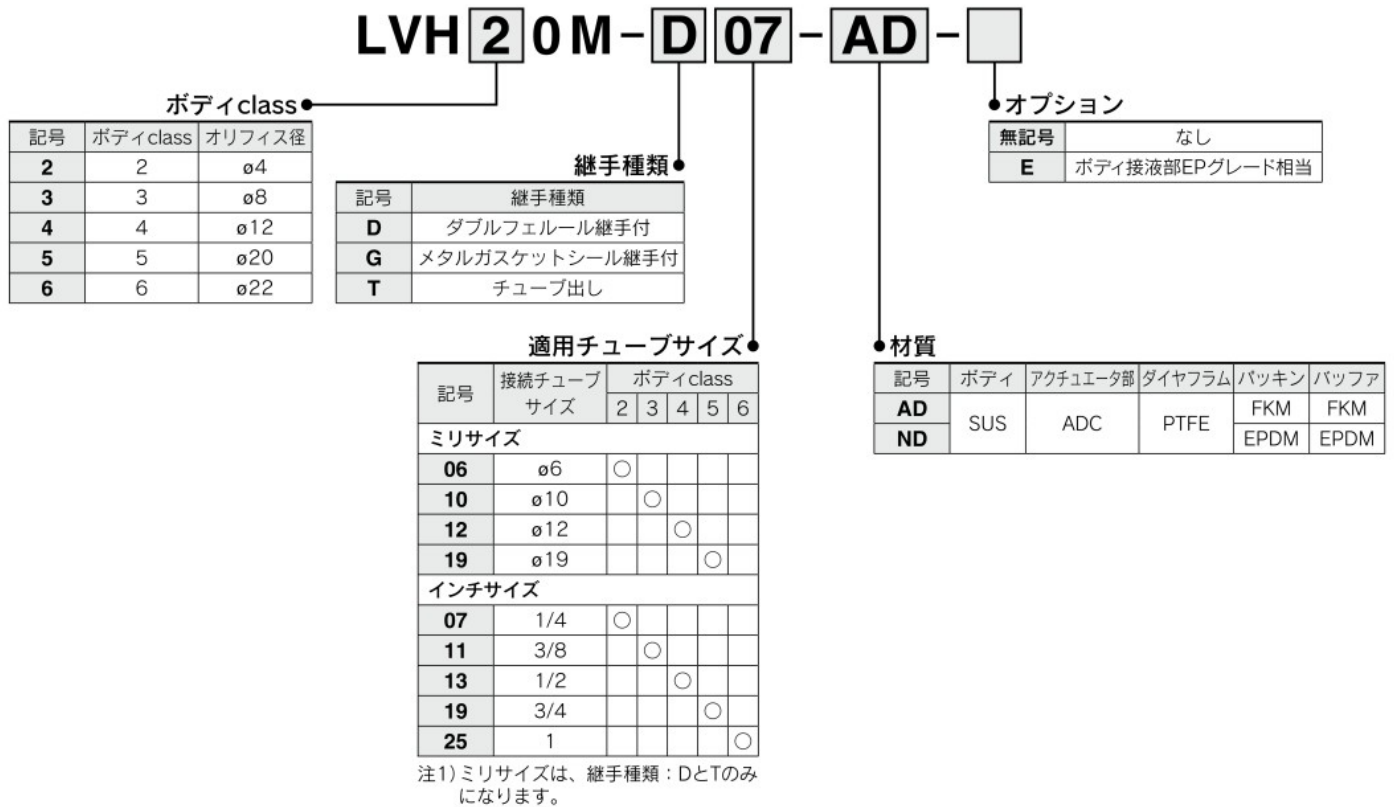 LVH 2 0 M - D 07 - AD -
ボディclass
記号 ボディclass オリフィス径
2 2 ø4
3 3 ø8
4 4 ø12
5 5 ø20
6 6 ø22
継手種類
記号 継手種類
D ダブルフェルール継手付
G メタルガスケットシール継手付
T チューブ出し
オプション
無記号 なし
E ボディ接液部EPグレード相当
適用チューブサイズ
記号 接続チューブ ボディclass
サイズ 2 3 4 5 6
ミリサイズ
06 ø6 ○
10 ø10 ○
12 ø12 ○
19 ø19 ○
インチサイズ
07 1/4 ○
11 3/8 ○
13 1/2 ○
19 3/4 ○
25 1 ○
注1)ミリサイズは、継手種類：DとTのみ
になります。
材質
記号 ボディ アクチュエータ部 ダイヤフラム パッキン バッファ
AD SUS ADC PTFE FKM FKM
ND EPDM EPDM